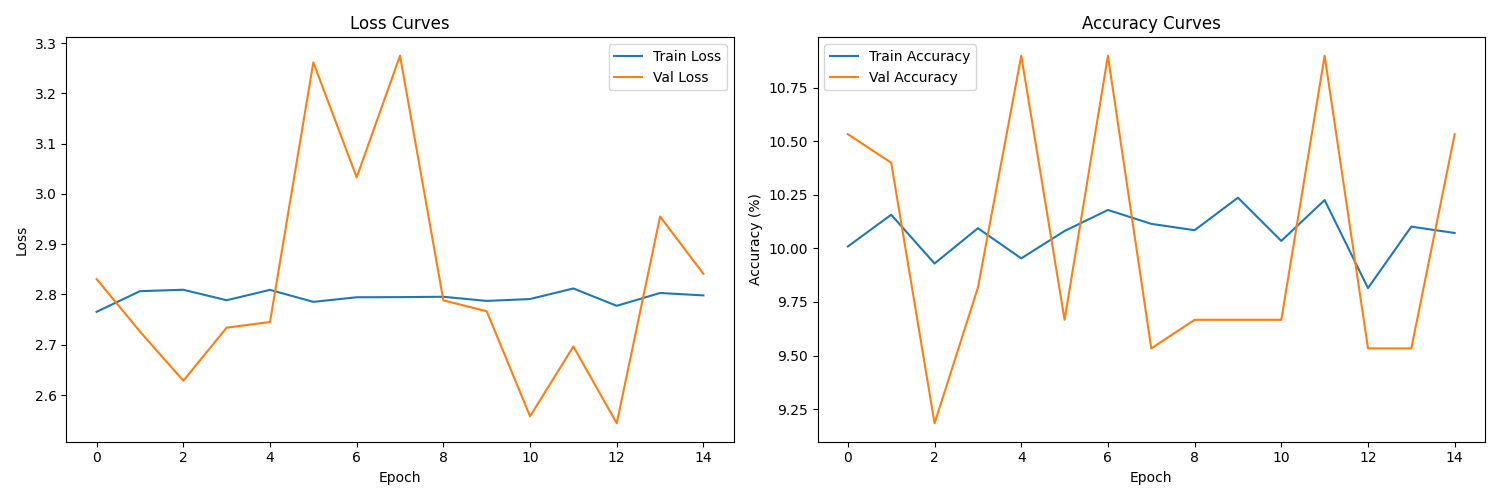 Loss Curves
Loss
3.3
3.2
3.1
3.0
2.9
2.8
2.7
2.6
0 2 4 6 8 10 12 14
Epoch
Train Loss
Val Loss
Accuracy Curves
Accuracy (%)
10.75
10.50
10.25
10.00
9.75
9.50
9.25
0 2 4 6 8 10 12 14
Epoch
Train Accuracy
Val Accuracy